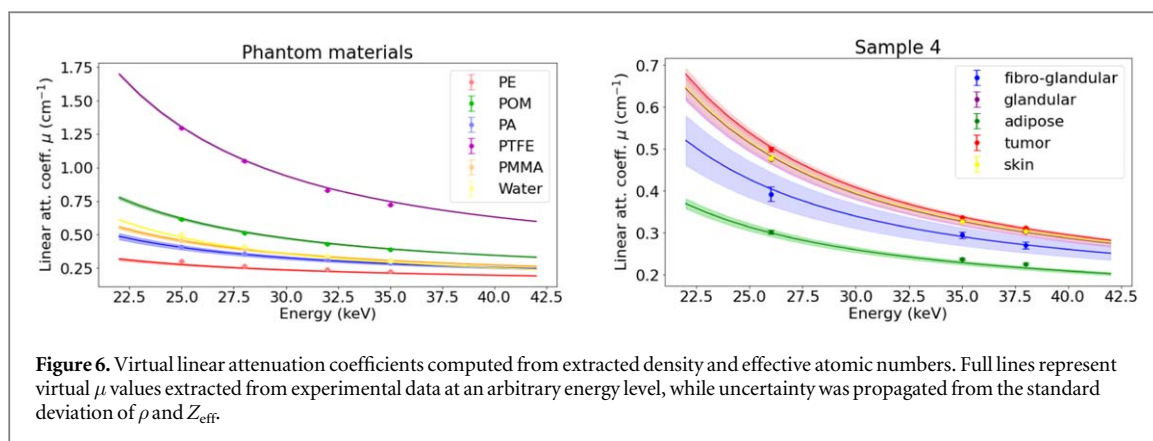 Phantom materials
Linear att. coeff. μ (cm⁻¹)
1.75
1.50
1.25
1.00
0.75
0.50
0.25
PE
POM
PA
PTFE
PMMA
Water
22.5 25.0 27.5 30.0 32.5 35.0 37.5 40.0 42.5
Energy (keV)
Sample 4
Linear att. coeff. μ (cm⁻¹)
0.7
0.6
0.5
0.4
0.3
0.2
fibro-glandular
glandular
adipose
tumor
skin
22.5 25.0 27.5 30.0 32.5 35.0 37.5 40.0 42.5
Energy (keV)
Figure 6. Virtual linear attenuation coefficients computed from extracted density and effective atomic numbers. Full lines represent
virtual μ values extracted from experimental data at an arbitrary energy level, while uncertainty was propagated from the standard
deviation of ρ and Z_eff.